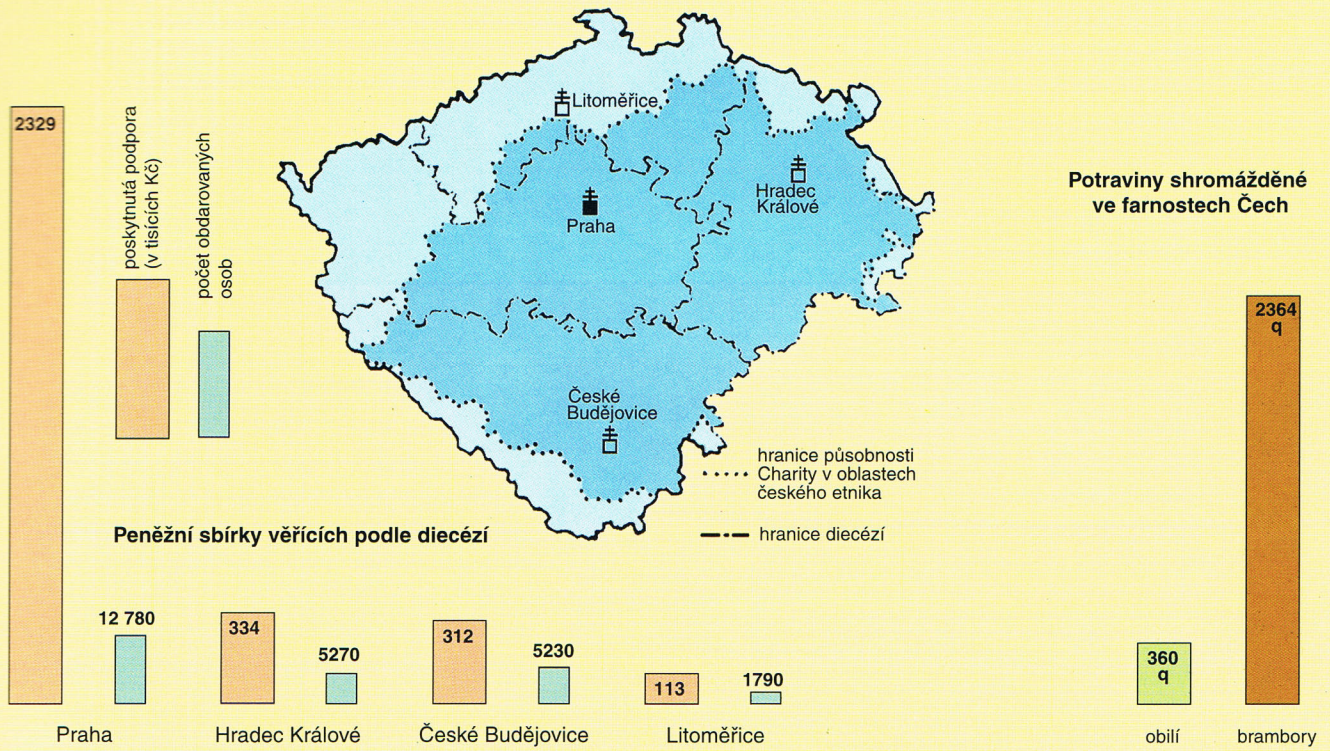 2329
poskytnutá podpora
(v tisících Kč)
počet obdarovaných
osob
Litoměřice
Praha
Hradec
Králové
České
Budějovice
hranice působnosti
Charity v oblastech
českého etnika
hranice diecézí
Potraviny shromážděné
ve farnostech Čech
2364
q
360
q
obilí
brambory
Peněžní sbírky věřících podle diecézí
12 780
334
5270
312
5230
113
1790
Praha
Hradec Králové
České Budějovice
Litoměřice